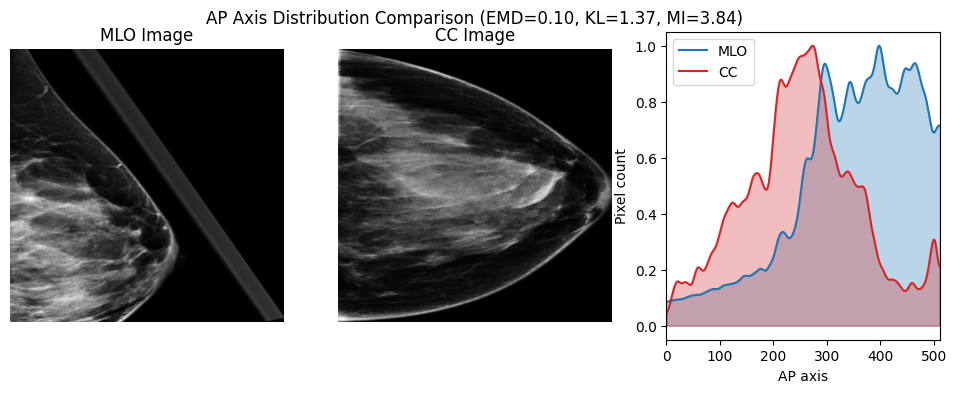 AP Axis Distribution Comparison (EMD=0.10, KL=1.37, MI=3.84)
MLO Image
CC Image
MLO
CC
Pixel count
1.0
0.8
0.6
0.4
0.2
0.0
0 100 200 300 400 500
AP axis